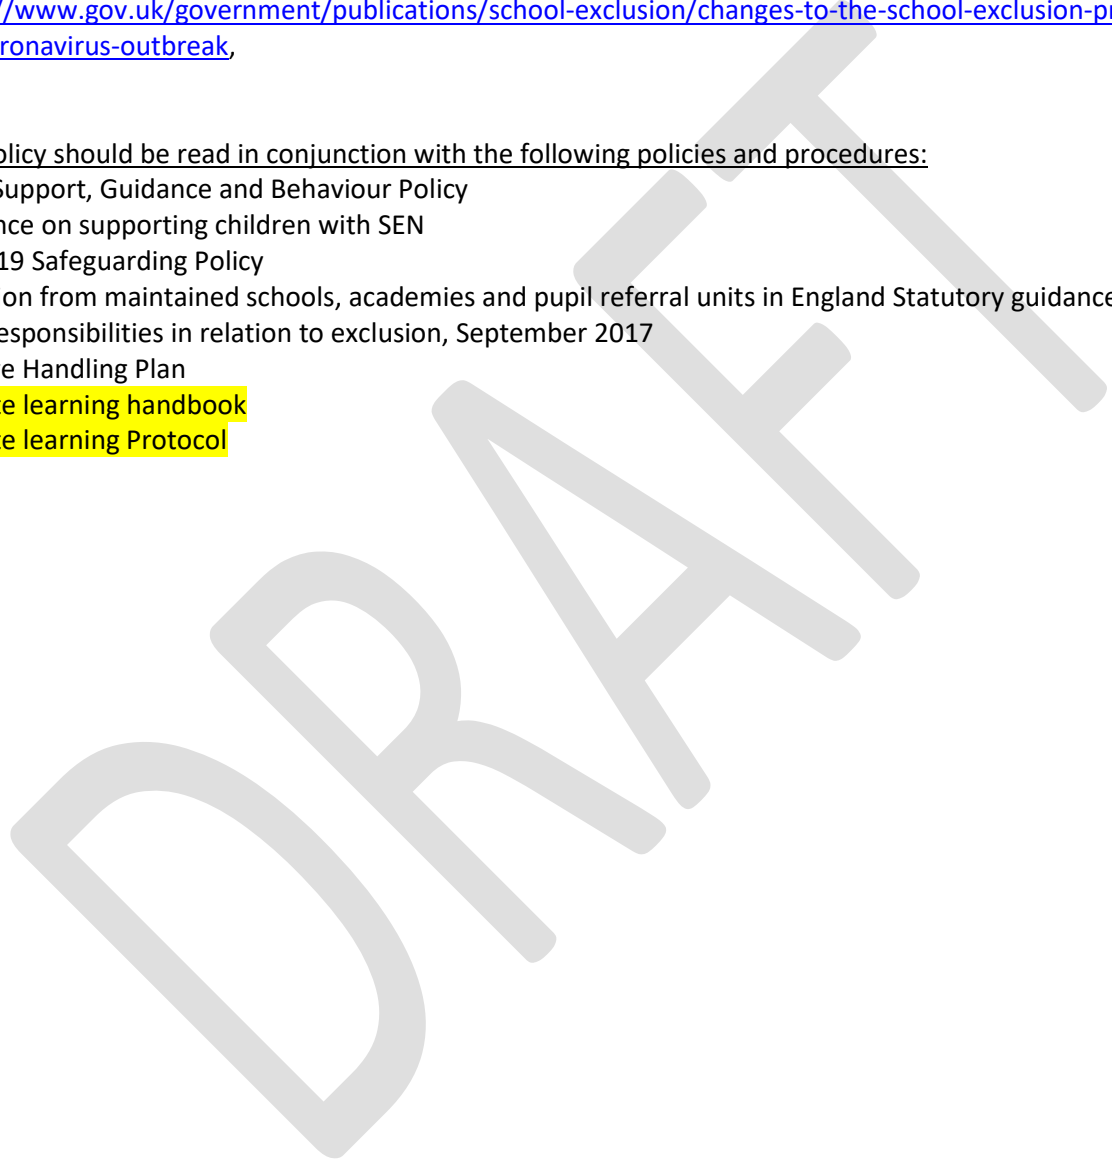 //www.gov.uk/government/publications/school-exclusion/changes-to-the-school-exclusion-pr
ronavirus-outbreak,
olicy should be read in conjunction with the following policies and procedures:
Support, Guidance and Behaviour Policy
nce on supporting children with SEN
19 Safeguarding Policy
on from maintained schools, academies and pupil referral units in England Statutory guidance
esponsibilities in relation to exclusion, September 2017
e Handling Plan
te learning handbook
te learning Protocol
DRAFT